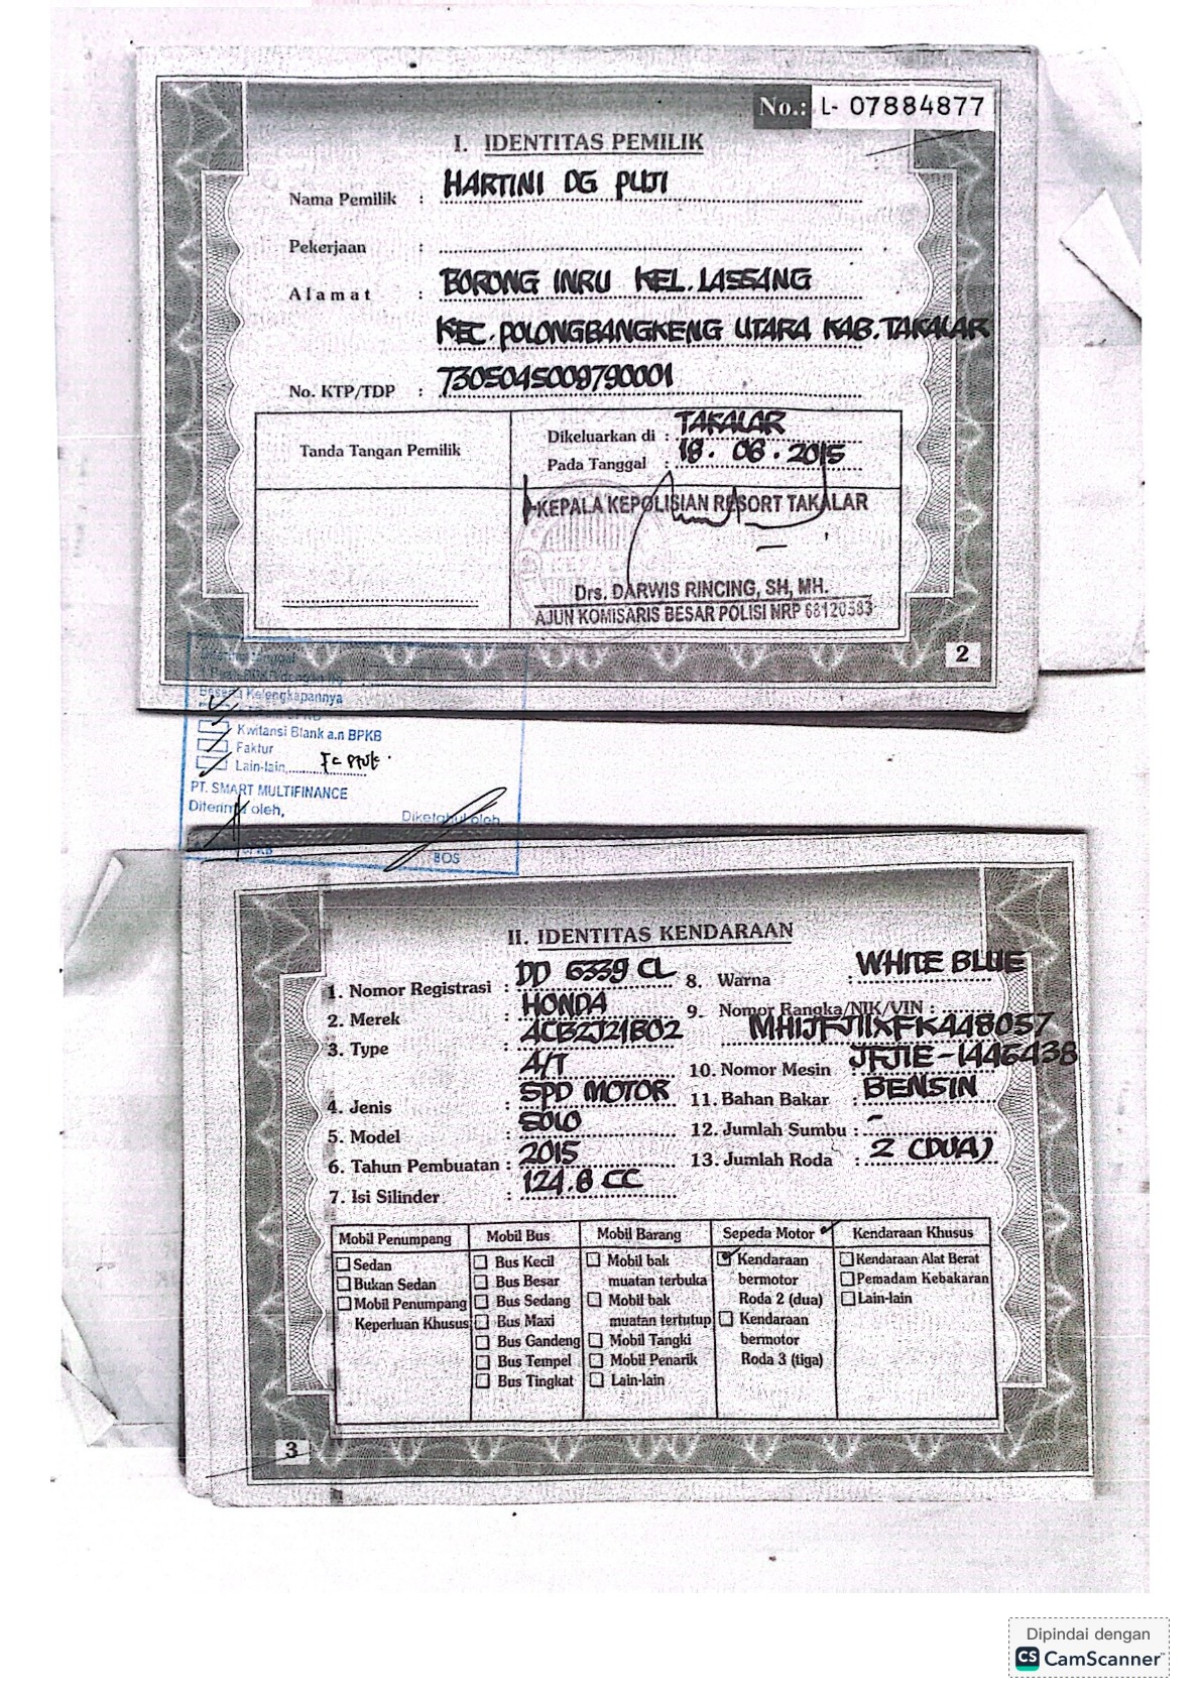 No.: L- 07884877
I. IDENTITAS PEMILIK
Nama Pemilik : HARTINI DG PUJI
Pekerjaan :
Alamat : BORONG INRU KEL. LASSANG
KEC. POLONGBANGKENG UTARA KAB. TAKALAR
No. KTP/TDP : 7305045009790001
Tanda Tangan Pemilik
Dikeluarkan di : TAKALAR
Pada Tanggal : 18. 06. 2015
KEPALA KEPOLISIAN RESORT TAKALAR
Drs. DARWIS RINCING, SH, MH.
AJUN KOMISARIS BESAR POLISI NRP 68120583
2
Kelengkapannya
Kwitansi Blank a.n BPKB
Faktur
Lain-lain
PT. SMART MULTIFINANCE
Diterima oleh,
Diketahui oleh
BOS
II. IDENTITAS KENDARAAN
1. Nomor Registrasi : DD 6339 CL
2. Merek : HONDA
3. Type : ACB2J21B02
A/T
4. Jenis : SPD MOTOR
5. Model : SOLO
6. Tahun Pembuatan : 2015
7. Isi Silinder : 124.8 CC
8. Warna : WHITE BLUE
9. Nomor Rangka/NIK/VIN :
MH1JFJ11XFK448057
10. Nomor Mesin JFJ1E-1446438
11. Bahan Bakar : BENSIN
12. Jumlah Sumbu : -
13. Jumlah Roda : 2 (DUA)
Mobil Penumpang
Sedan
Bukan Sedan
Mobil Penumpang
Keperluan Khusus
Mobil Bus
Bus Kecil
Bus Besar
Bus Sedang
Bus Maxi
Bus Gandeng
Bus Tempel
Bus Tingkat
Mobil Barang
Mobil bak
muatan terbuka
Mobil bak
muatan tertutup
Mobil Tangki
Mobil Penarik
Lain-lain
Sepeda Motor
Kendaraan
bermotor
Roda 2 (dua)
Kendaraan
bermotor
Roda 3 (tiga)
Kendaraan Khusus
Kendaraan Alat Berat
Pemadam Kebakaran
Lain-lain
3
Dipindai dengan
CS CamScanner